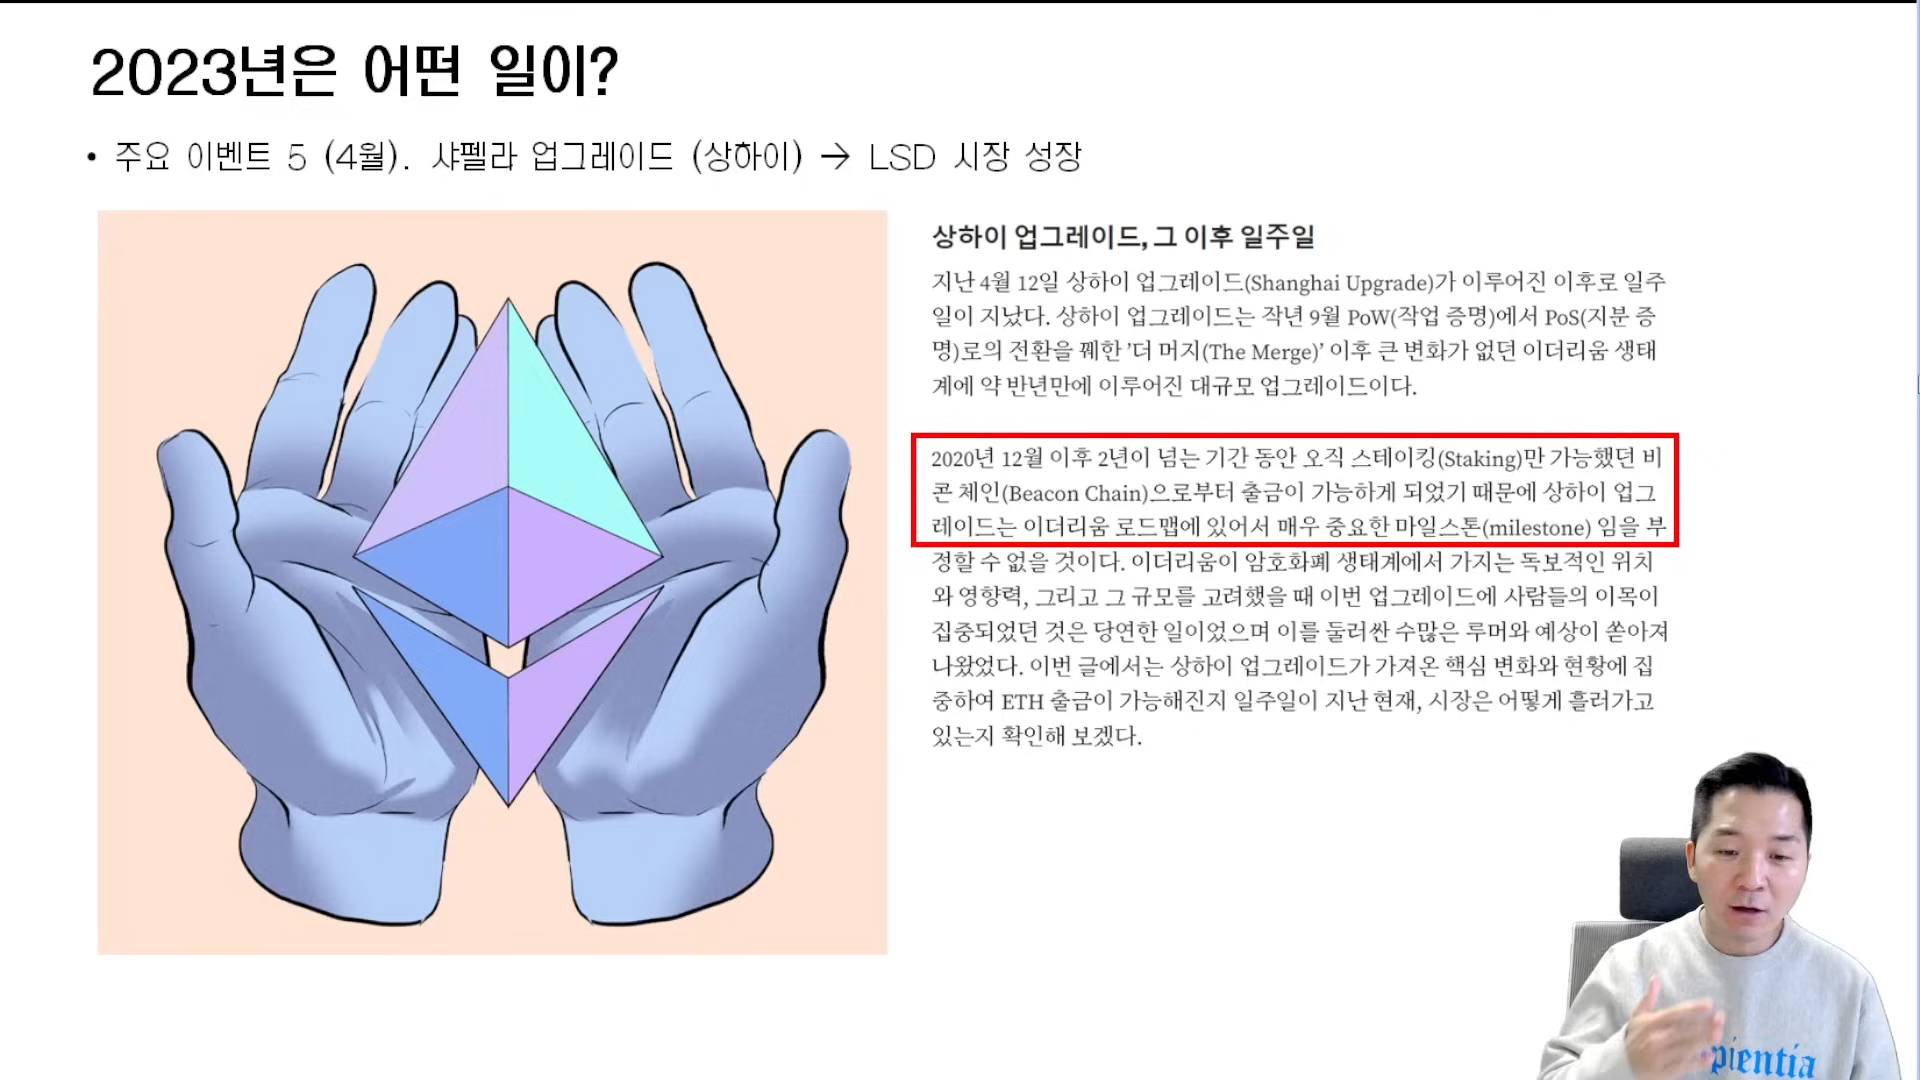 2023년은 어떤 일이?
• 주요 이벤트 5 (4월). 샤펠라 업그레이드 (상하이) → LSD 시장 성장
상하이 업그레이드, 그 이후 일주일
지난 4월 12일 상하이 업그레이드(Shanghai Upgrade)가 이루어진 이후로 일주
일이 지났다. 상하이 업그레이드는 작년 9월 PoW(작업 증명)에서 PoS(지분 증
명)로의 전환을 꿰한 '더 머지(The Merge)' 이후 큰 변화가 없던 이더리움 생태
계에 약 반년만에 이루어진 대규모 업그레이드이다.
2020년 12월 이후 2년이 넘는 기간 동안 오직 스테이킹(Staking)만 가능했던 비
콘 체인(Beacon Chain)으로부터 출금이 가능하게 되었기 때문에 상하이 업그
레이드는 이더리움 로드맵에 있어서 매우 중요한 마일스톤(milestone) 임을 부
정할 수 없을 것이다. 이더리움이 암호화폐 생태계에서 가지는 독보적인 위치
와 영향력, 그리고 그 규모를 고려했을 때 이번 업그레이드에 사람들의 이목이
집중되었던 것은 당연한 일이었으며 이를 둘러싼 수많은 루머와 예상이 쏟아져
나왔었다. 이번 글에서는 상하이 업그레이드가 가져온 핵심 변화와 현황에 집
중하여 ETH 출금이 가능해진지 일주일이 지난 현재, 시장은 어떻게 흘러가고
있는지 확인해 보겠다.
pientia